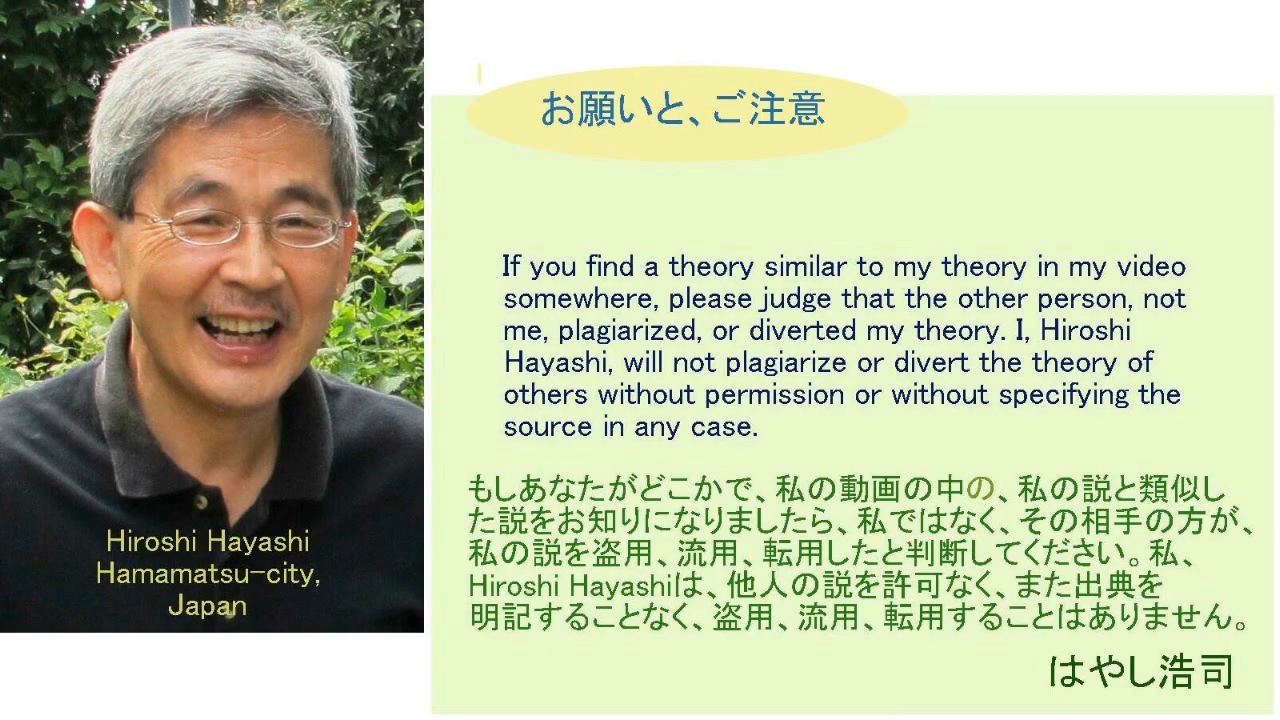 お願いと、ご注意
If you find a theory similar to my theory in my video
somewhere, please judge that the other person, not
me, plagiarized, or diverted my theory. I, Hiroshi
Hayashi, will not plagiarize or divert the theory of
others without permission or without specifying the
source in any case.
もしあなたがどこかで、私の動画の中の、私の説と類似し
た説をお知りになりましたら、私ではなく、その相手の方が、
私の説を盗用、流用、転用したと判断してください。私、
Hiroshi Hayashiは、他人の説を許可なく、また出典を
明記することなく、盗用、流用、転用することはありません。
はやし浩司
Hiroshi Hayashi
Hamamatsu-city,
Japan